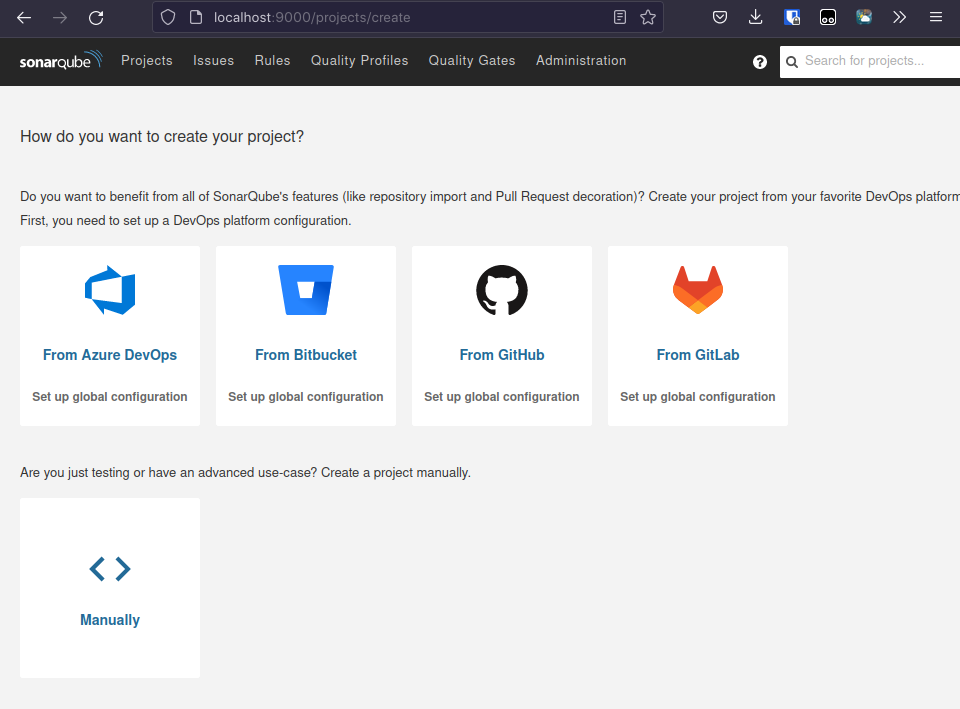 localhost:9000/projects/create
sonarqube Projects Issues Rules Quality Profiles Quality Gates Administration ? Search for projects...
How do you want to create your project?
Do you want to benefit from all of SonarQube's features (like repository import and Pull Request decoration)? Create your project from your favorite DevOps platform
First, you need to set up a DevOps platform configuration.
From Azure DevOps From Bitbucket From GitHub From GitLab
Set up global configuration Set up global configuration Set up global configuration Set up global configuration
Are you just testing or have an advanced use-case? Create a project manually.
Manually